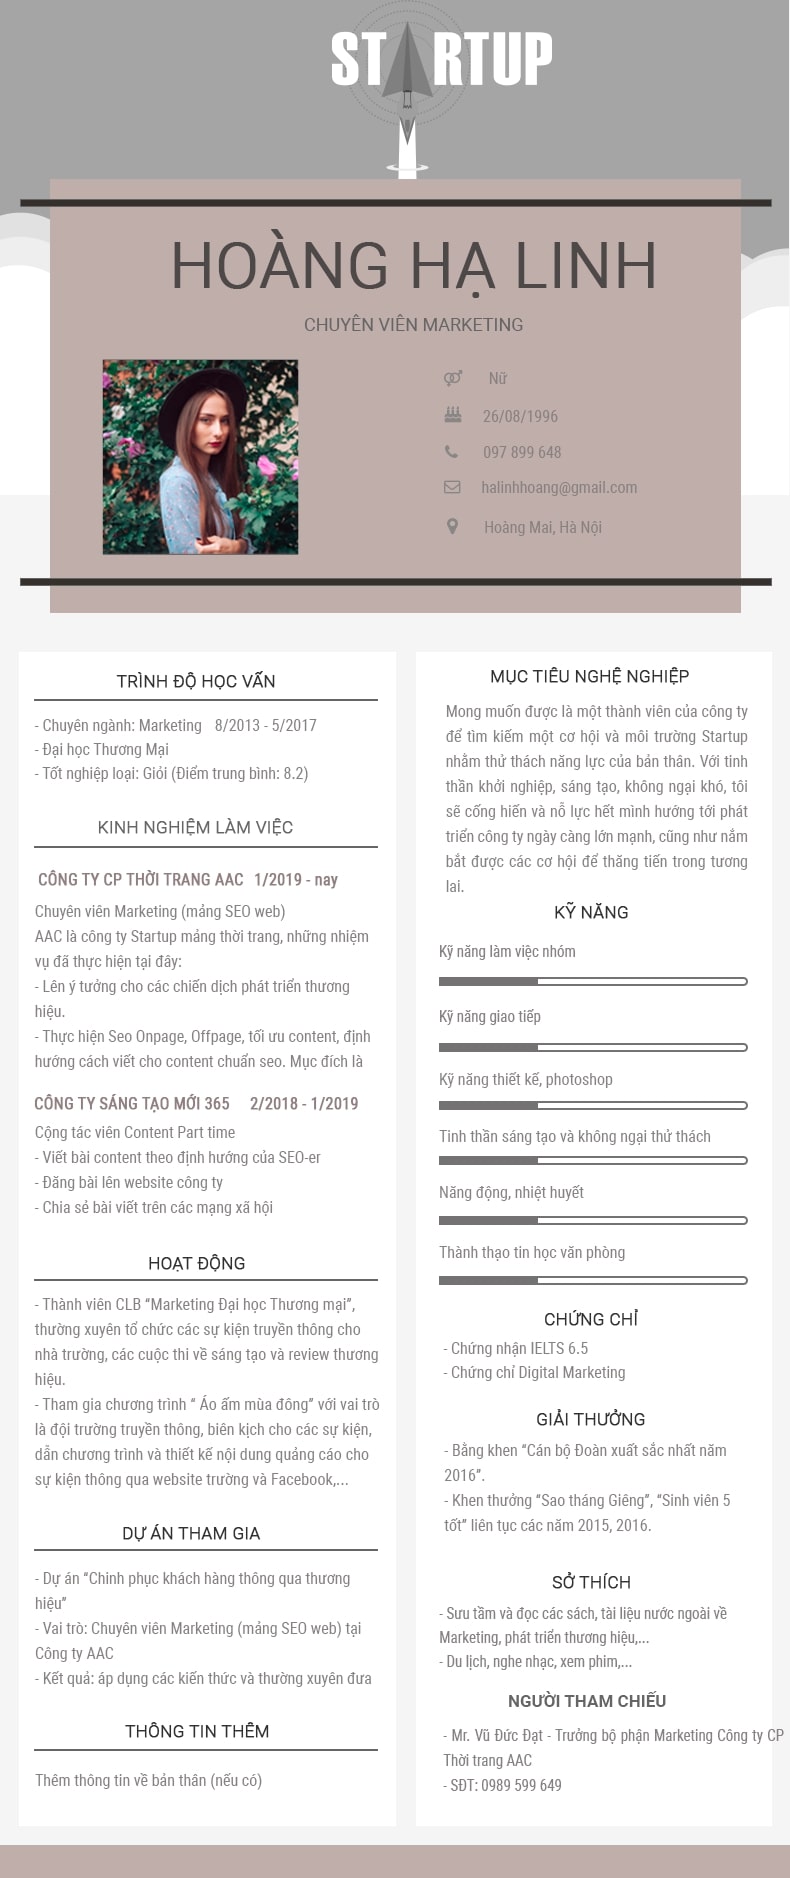 STARTUP
HOÀNG HẠ LINH
CHUYÊN VIÊN MARKETING
Nữ
26/08/1996
097 899 648
halinhhoang@gmail.com
Hoàng Mai, Hà Nội
TRÌNH ĐỘ HỌC VẤN
- Chuyên ngành: Marketing 8/2013 - 5/2017
- Đại học Thương Mại
- Tốt nghiệp loại: Giỏi (Điểm trung bình: 8.2)
KINH NGHIỆM LÀM VIỆC
CÔNG TY CP THỜI TRANG AAC 1/2019 - nay
Chuyên viên Marketing (mảng SEO web)
AAC là công ty Startup mảng thời trang, những nhiệm
vụ đã thực hiện tại đây:
- Lên ý tưởng cho các chiến dịch phát triển thương
hiệu.
- Thực hiện Seo Onpage, Offpage, tối ưu content, định
hướng cách viết cho content chuẩn seo. Mục đích là
CÔNG TY SÁNG TẠO MỚI 365 2/2018 - 1/2019
Cộng tác viên Content Part time
- Viết bài content theo định hướng của SEO-er
- Đăng bài lên website công ty
- Chia sẻ bài viết trên các mạng xã hội
HOẠT ĐỘNG
- Thành viên CLB “Marketing Đại học Thương mại”,
thường xuyên tổ chức các sự kiện truyền thông cho
nhà trường, các cuộc thi về sáng tạo và review thương
hiệu.
- Tham gia chương trình “ Áo ấm mùa đông” với vai trò
là đội trưởng truyền thông, biên kịch cho các sự kiện,
dẫn chương trình và thiết kế nội dung quảng cáo cho
sự kiện thông qua website trường và Facebook,...
DỰ ÁN THAM GIA
- Dự án “Chinh phục khách hàng thông qua thương
hiệu”
- Vai trò: Chuyên viên Marketing (mảng SEO web) tại
Công ty AAC
- Kết quả: áp dụng các kiến thức và thường xuyên đưa
THÔNG TIN THÊM
Thêm thông tin về bản thân (nếu có)
MỤC TIÊU NGHỀ NGHIỆP
Mong muốn được là một thành viên của công ty
để tìm kiếm một cơ hội và môi trường Startup
nhằm thử thách năng lực của bản thân. Với tinh
thần khởi nghiệp, sáng tạo, không ngại khó, tôi
sẽ cống hiến và nỗ lực hết mình hướng tới phát
triển công ty ngày càng lớn mạnh, cũng như nắm
bắt được các cơ hội để thăng tiến trong tương
lai.
KỸ NĂNG
Kỹ năng làm việc nhóm
Kỹ năng giao tiếp
Kỹ năng thiết kế, photoshop
Tinh thần sáng tạo và không ngại thử thách
Năng động, nhiệt huyết
Thành thạo tin học văn phòng
CHỨNG CHỈ
- Chứng nhận IELTS 6.5
- Chứng chỉ Digital Marketing
GIẢI THƯỞNG
- Bằng khen “Cán bộ Đoàn xuất sắc nhất năm
2016”.
- Khen thưởng “Sao tháng Giêng”, “Sinh viên 5
tốt” liên tục các năm 2015, 2016.
SỞ THÍCH
- Sưu tầm và đọc các sách, tài liệu nước ngoài về
Marketing, phát triển thương hiệu,...
- Du lịch, nghe nhạc, xem phim,...
NGƯỜI THAM CHIẾU
- Mr. Vũ Đức Đạt - Trưởng bộ phận Marketing Công ty CP
Thời trang AAC
- SĐT: 0989 599 649